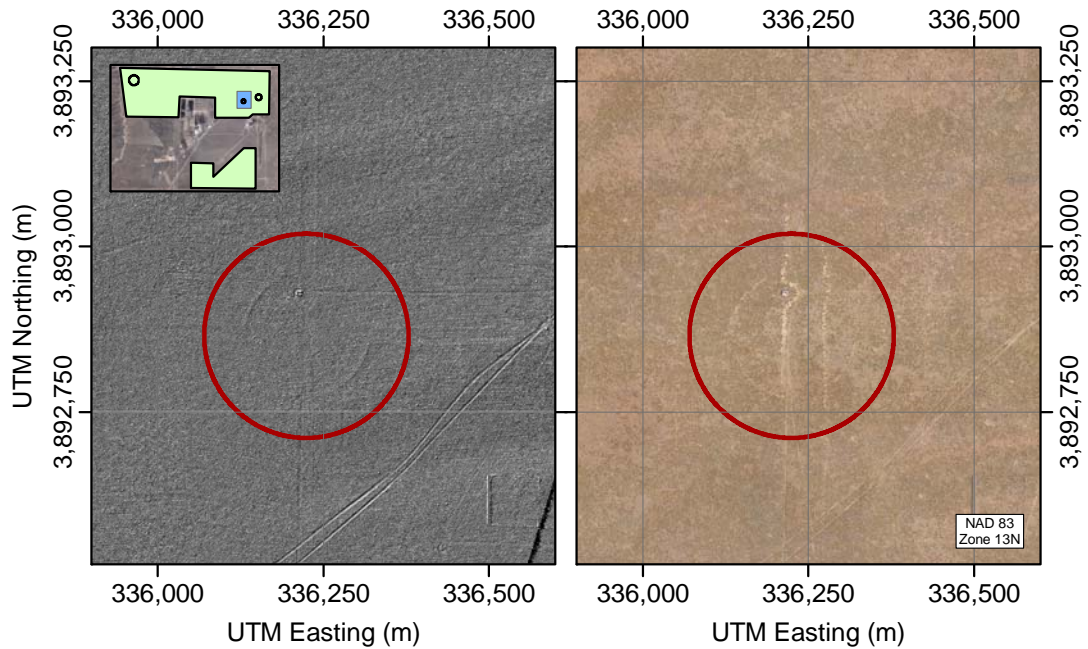 336,000 336,250 336,500 336,000 336,250 336,500
3,893,250
3,893,000
3,892,750
UTM Northing (m)
3,893,250
3,893,000
3,892,750
NAD 83
Zone 13N
336,000 336,250 336,500 336,000 336,250 336,500
UTM Easting (m) UTM Easting (m)